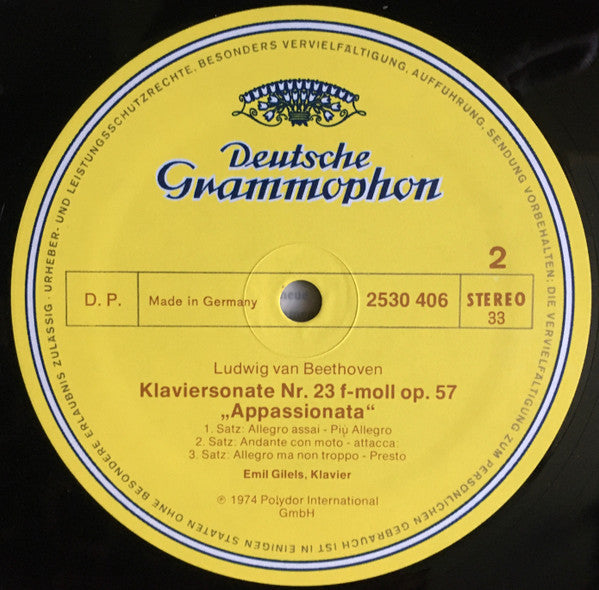 URHEBER- UND LEISTUNGSSCHUTZRECHTE, BESONDERS VERVIELFÄLTIGUNG, AUFFÜHRUNG, SENDUNG VORBEHALTEN; DIE VERVIELFÄLTIGUNG ZUM PERSÖNLICHEN GEBRAUCH IST IN EINIGEN STAATEN OHNE BESONDERE ERLAUBNIS ZULÄSSIG ·
Deutsche
Grammophon
2
D. P. Made in Germany 2530 406 STEREO
33
Ludwig van Beethoven
Klaviersonate Nr. 23 f-moll op. 57
„Appassionata“
1. Satz: Allegro assai - Più Allegro
2. Satz: Andante con moto - attacca:
3. Satz: Allegro ma non troppo - Presto
Emil Gilels, Klavier
℗ 1974 Polydor International
GmbH